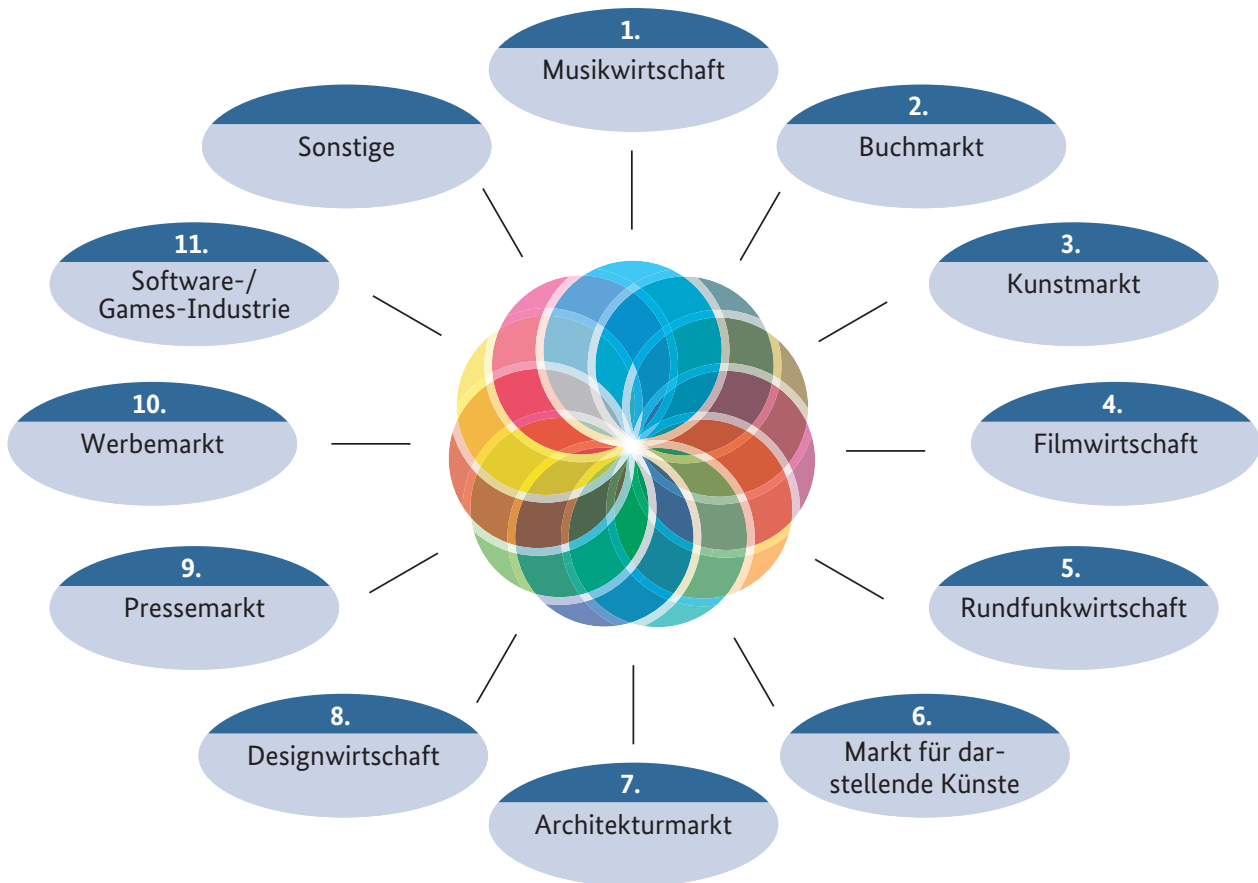 1.
Musikwirtschaft
2.
Buchmarkt
3.
Kunstmarkt
4.
Filmwirtschaft
5.
Rundfunkwirtschaft
6.
Markt für dar-
stellende Künste
7.
Architekturmarkt
8.
Designwirtschaft
9.
Pressemarkt
10.
Werbemarkt
11.
Software-/
Games-Industrie
Sonstige